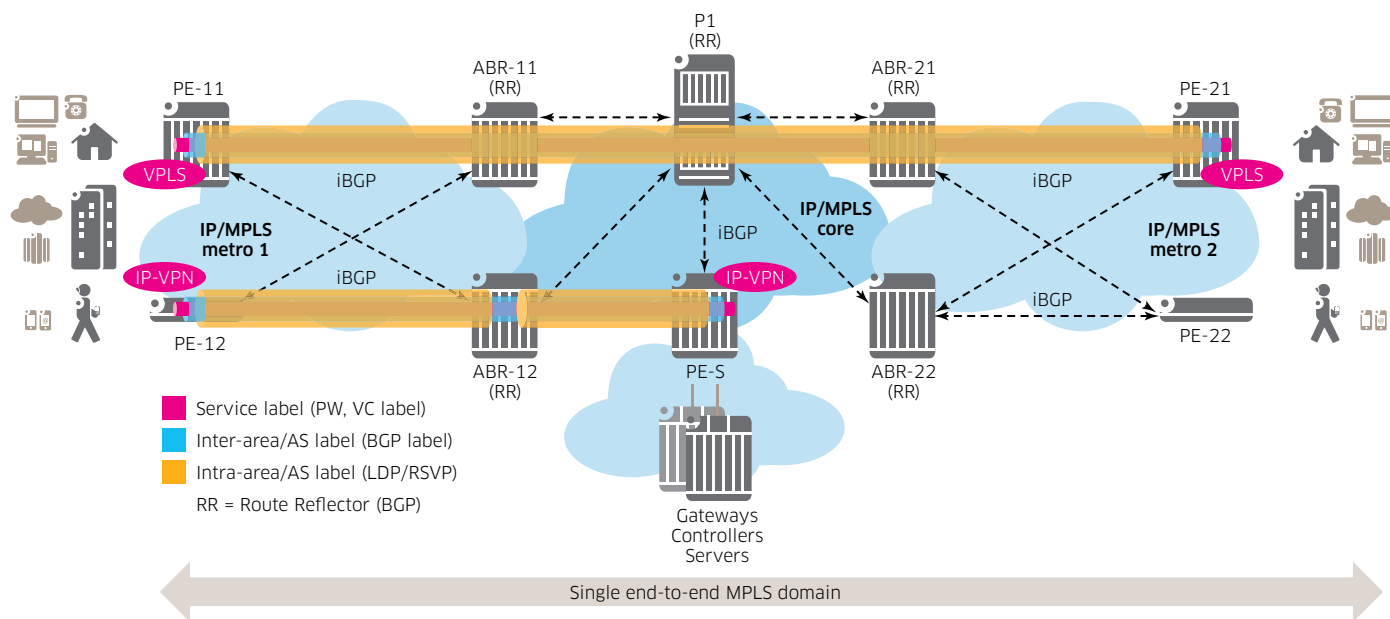 P1
(RR)
ABR-11
(RR)
ABR-21
(RR)
PE-11
PE-21
VPLS
iBGP
iBGP
VPLS
IP/MPLS
metro 1
IP/MPLS
core
iBGP
IP/MPLS
metro 2
IP-VPN
iBGP
IP-VPN
iBGP
PE-12
ABR-12
(RR)
PE-S
ABR-22
(RR)
PE-22
Service label (PW, VC label)
Inter-area/AS label (BGP label)
Intra-area/AS label (LDP/RSVP)
RR = Route Reflector (BGP)
Gateways
Controllers
Servers
Single end-to-end MPLS domain